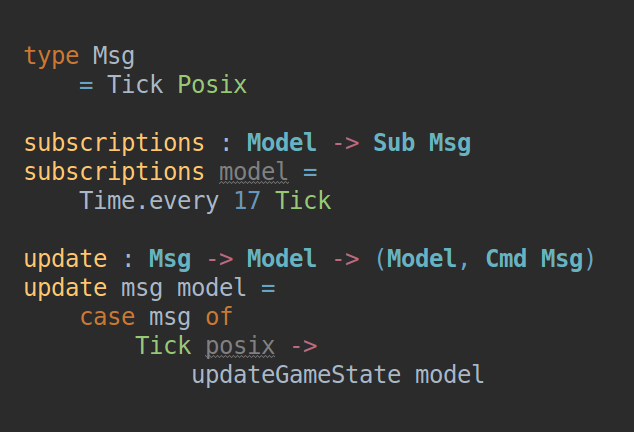 type Msg
    = Tick Posix

subscriptions : Model -> Sub Msg
subscriptions model =
    Time.every 17 Tick

update : Msg -> Model -> (Model, Cmd Msg)
update msg model =
    case msg of
        Tick posix ->
            updateGameState model